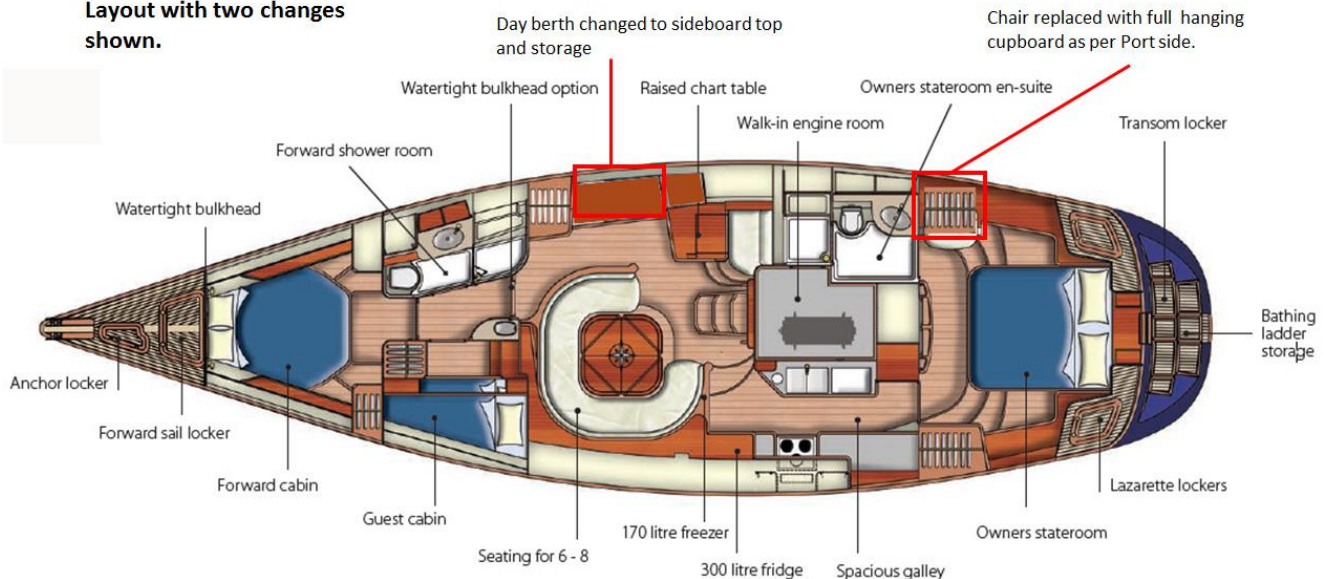 Layout with two changes
shown.
Day berth changed to sideboard top
and storage
Chair replaced with full hanging
cupboard as per Port side.
Watertight bulkhead option
Raised chart table
Owners stateroom en-suite
Walk-in engine room
Transom locker
Forward shower room
Watertight bulkhead
Bathing
ladder
storage
Anchor locker
Forward sail locker
Forward cabin
Guest cabin
Seating for 6 - 8
170 litre freezer
300 litre fridge
Spacious galley
Owners stateroom
Lazarette lockers